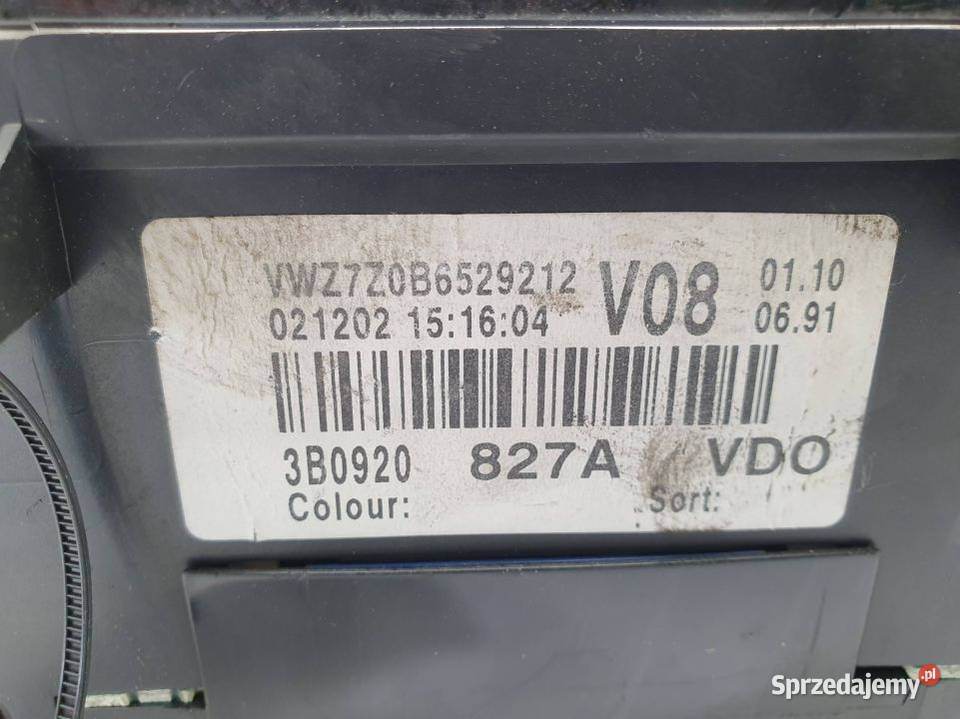 VWZ7Z0B6529212 V08 01.10
021202 15:16:04 06.91
3B0920 827A VDO
Colour: Sort:
Sprzedajemy.pl